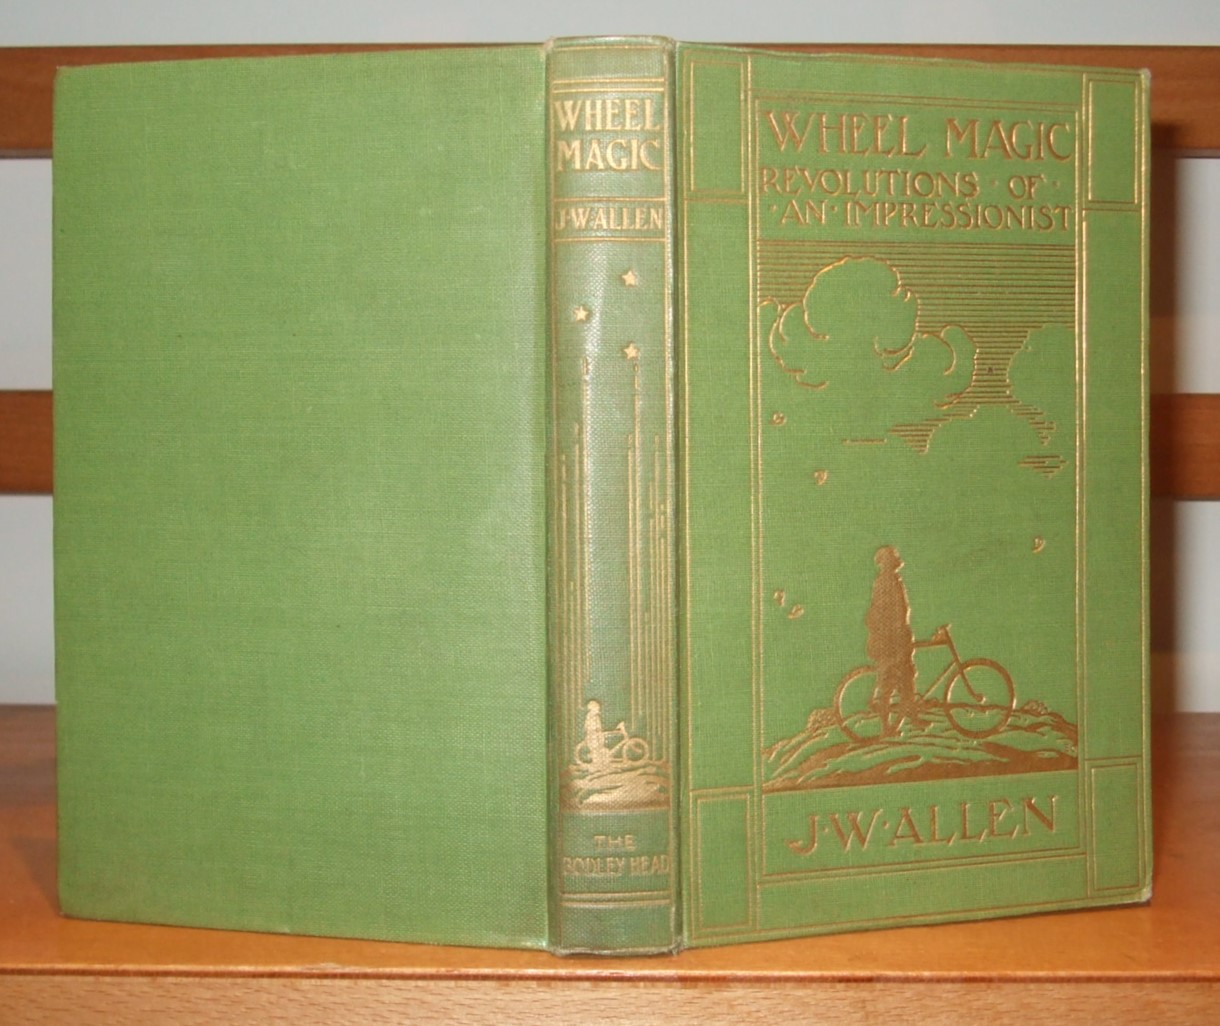 WHEEL
MAGIC
J·W·ALLEN
THE
BODLEY HEAD
WHEEL MAGIC
REVOLUTIONS · OF ·
· AN · IMPRESSIONIST
J·W·ALLEN